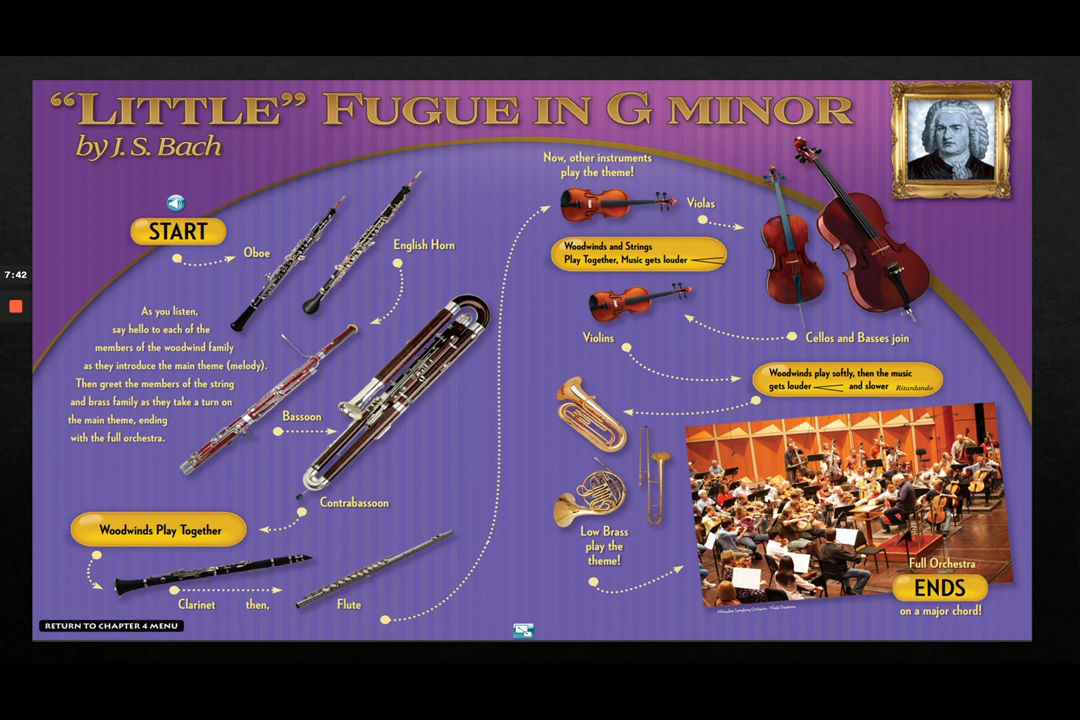 "LITTLE" FUGUE IN G MINOR
by J. S. Bach
7:42
START
Oboe
English Horn
As you listen,
say hello to each of the
members of the woodwind family
as they introduce the main theme (melody).
Then greet the members of the string
and brass family as they take a turn on
the main theme, ending
with the full orchestra.
Bassoon
Contrabassoon
Woodwinds Play Together
Clarinet then,
Flute
Now, other instruments
play the theme!
Violas
Woodwinds and Strings
Play Together, Music gets louder
Cellos and Basses join
Violins
Woodwinds play softly, then the music
gets louder and slower Ritardando
Low Brass
play the
theme!
Full Orchestra
ENDS
on a major chord!
RETURN TO CHAPTER 4 MENU